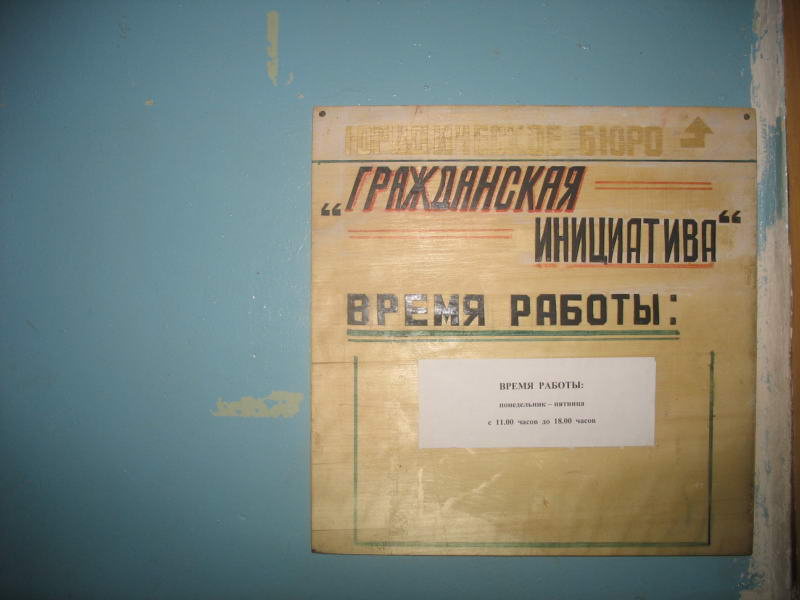 ЮРИДИЧЕСКОЕ БЮРО
"ГРАЖДАНСКАЯ
ИНИЦИАТИВА"
ВРЕМЯ РАБОТЫ:
ВРЕМЯ РАБОТЫ:
понедельник – пятница
с 11.00 часов до 18.00 часов